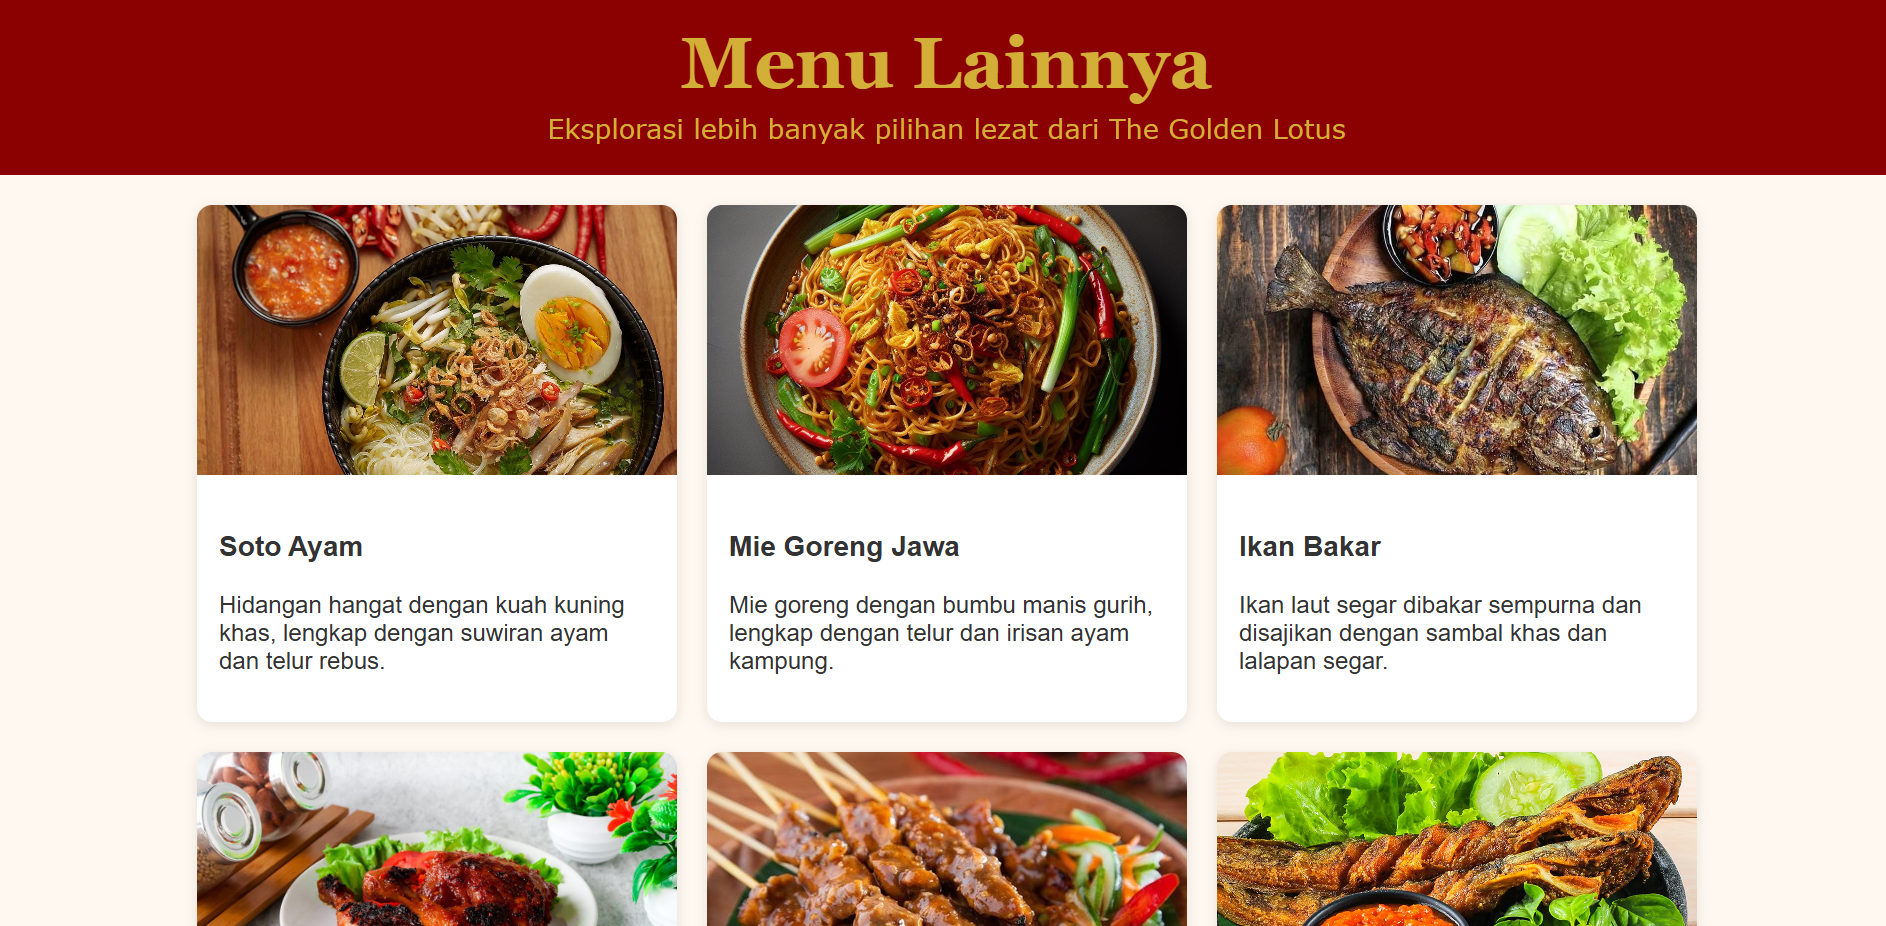 Menu Lainnya
Eksplorasi lebih banyak pilihan lezat dari The Golden Lotus
Soto Ayam
Hidangan hangat dengan kuah kuning
khas, lengkap dengan suwiran ayam
dan telur rebus.
Mie Goreng Jawa
Mie goreng dengan bumbu manis gurih,
lengkap dengan telur dan irisan ayam
kampung.
Ikan Bakar
Ikan laut segar dibakar sempurna dan
disajikan dengan sambal khas dan
lalapan segar.